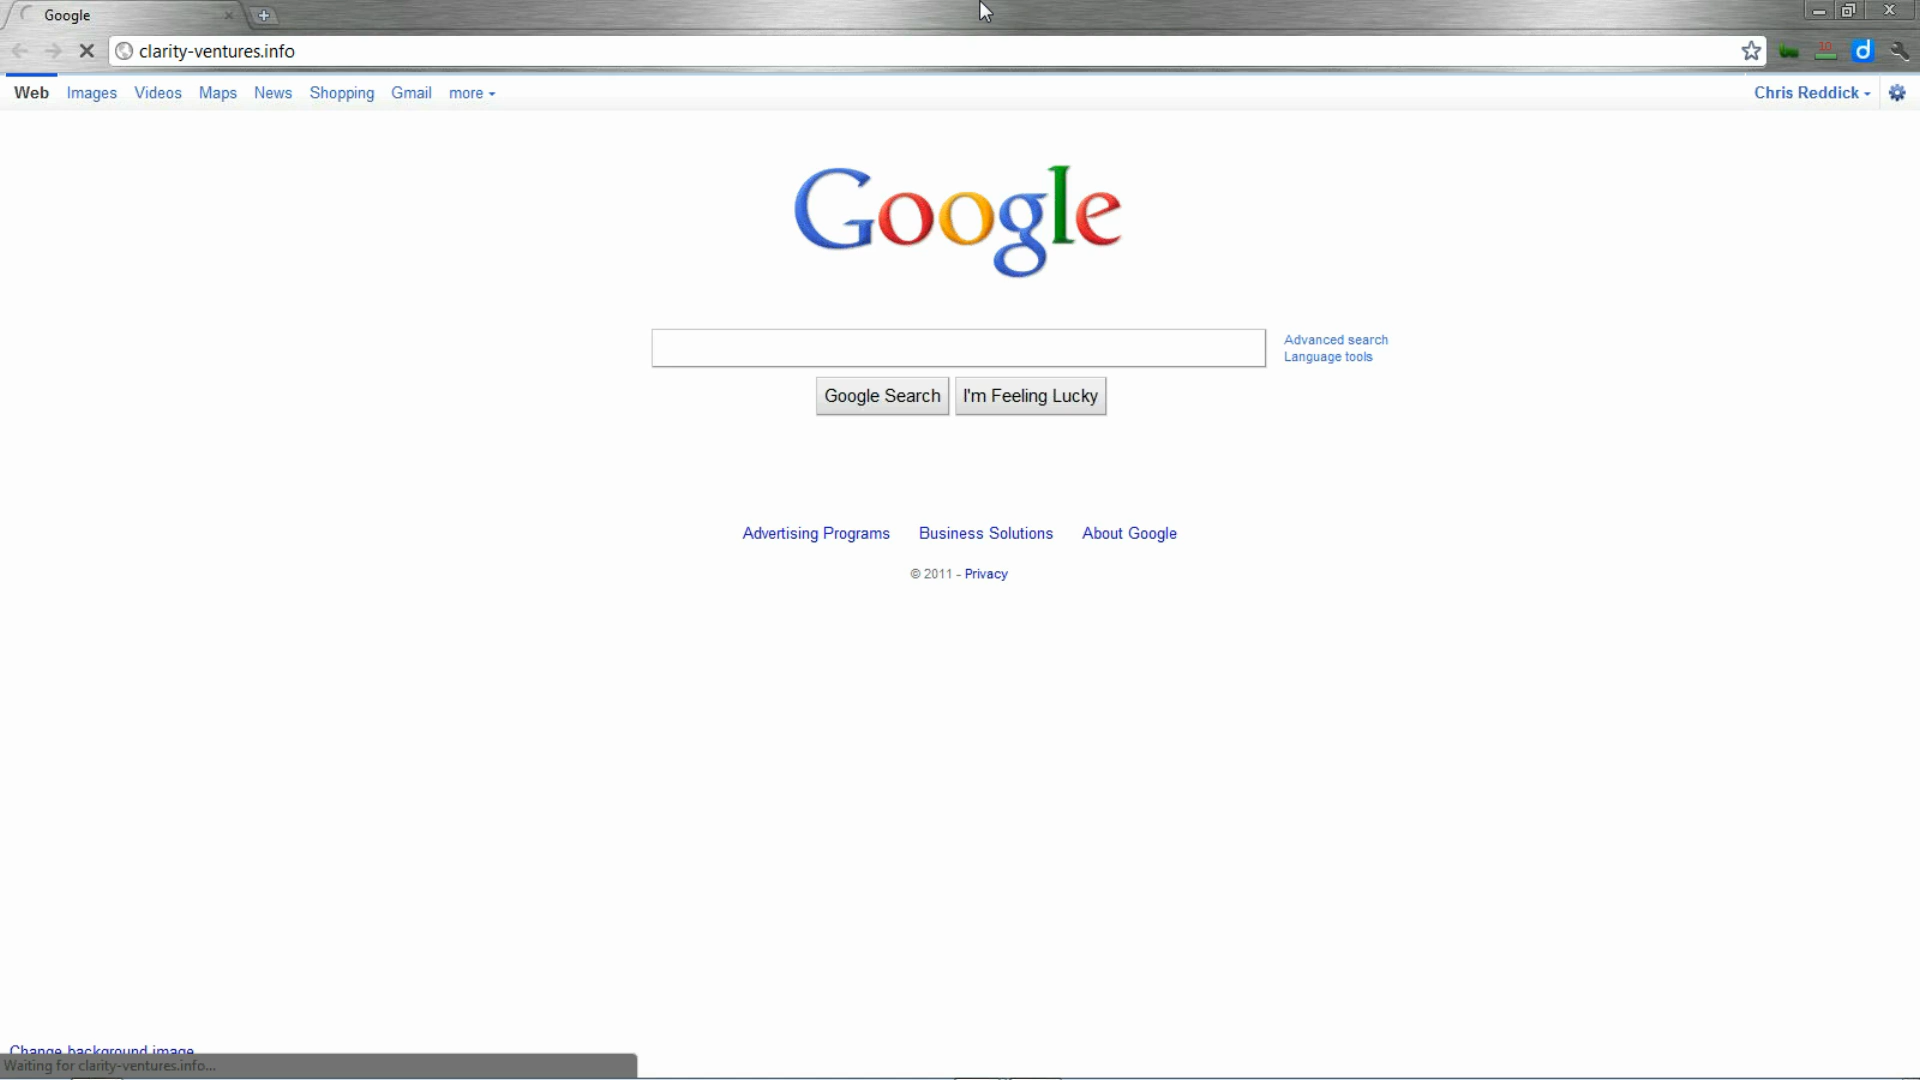 Google
clarity-ventures.info
Web Images Videos Maps News Shopping Gmail more
Chris Reddick
Google
Advanced search
Language tools
Google Search I'm Feeling Lucky
Advertising Programs Business Solutions About Google
© 2011 - Privacy
Change background image
Waiting for clarity-ventures.info...